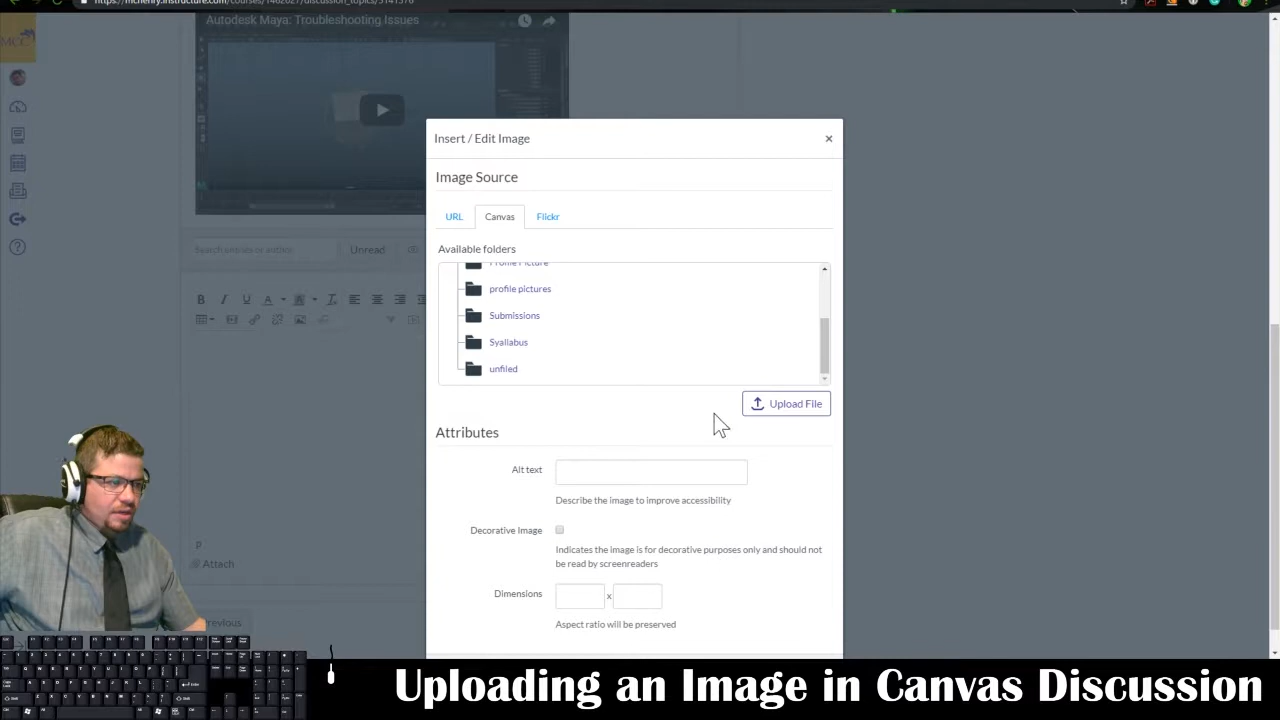 Autodesk Maya: Troubleshooting Issues
MCC
Insert / Edit Image
×
Image Source
URL Canvas Flickr
Unread
Available folders
Profile Picture
profile pictures
Submissions
Syallabus
unfiled
Upload File
Attributes
Alt text
Describe the image to improve accessibility
Decorative Image
Indicates the image is for decorative purposes only and should not
be read by screenreaders
Dimensions
x
Aspect ratio will be preserved
p
Attach
Uploading an Image in Canvas Discussion